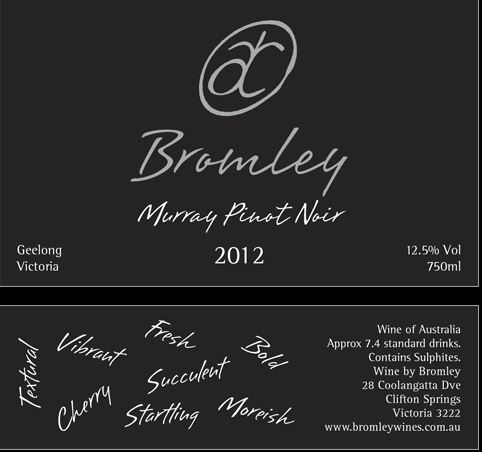 Bromley
Murray Pinot Noir
Geelong
Victoria
2012
12.5% Vol
750ml
Textural
Vibrant
Fresh
Bold
Cherry
Succulent
Startling
Moreish
Wine of Australia
Approx 7.4 standard drinks.
Contains Sulphites.
Wine by Bromley
28 Coolangatta Dve
Clifton Springs
Victoria 3222
www.bromleywines.com.au